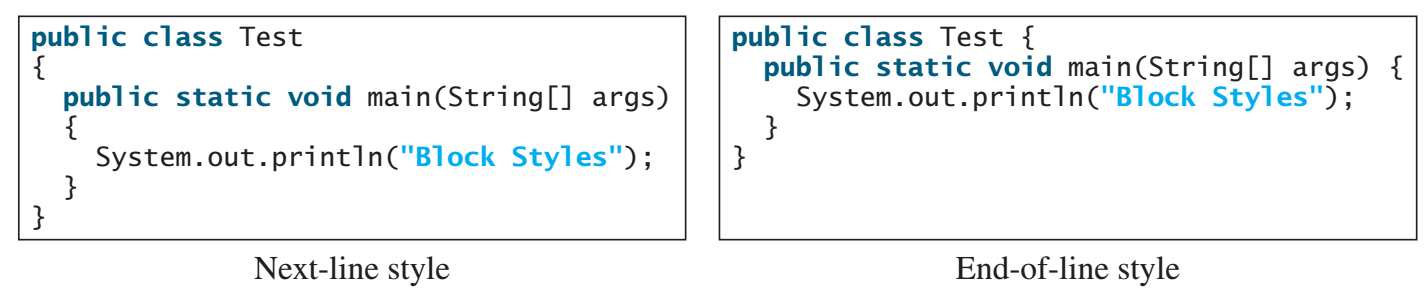 public class Test
{
  public static void main(String[] args)
  {
    System.out.println("Block Styles");
  }
}
Next-line style
public class Test {
  public static void main(String[] args) {
    System.out.println("Block Styles");
  }
}
End-of-line style